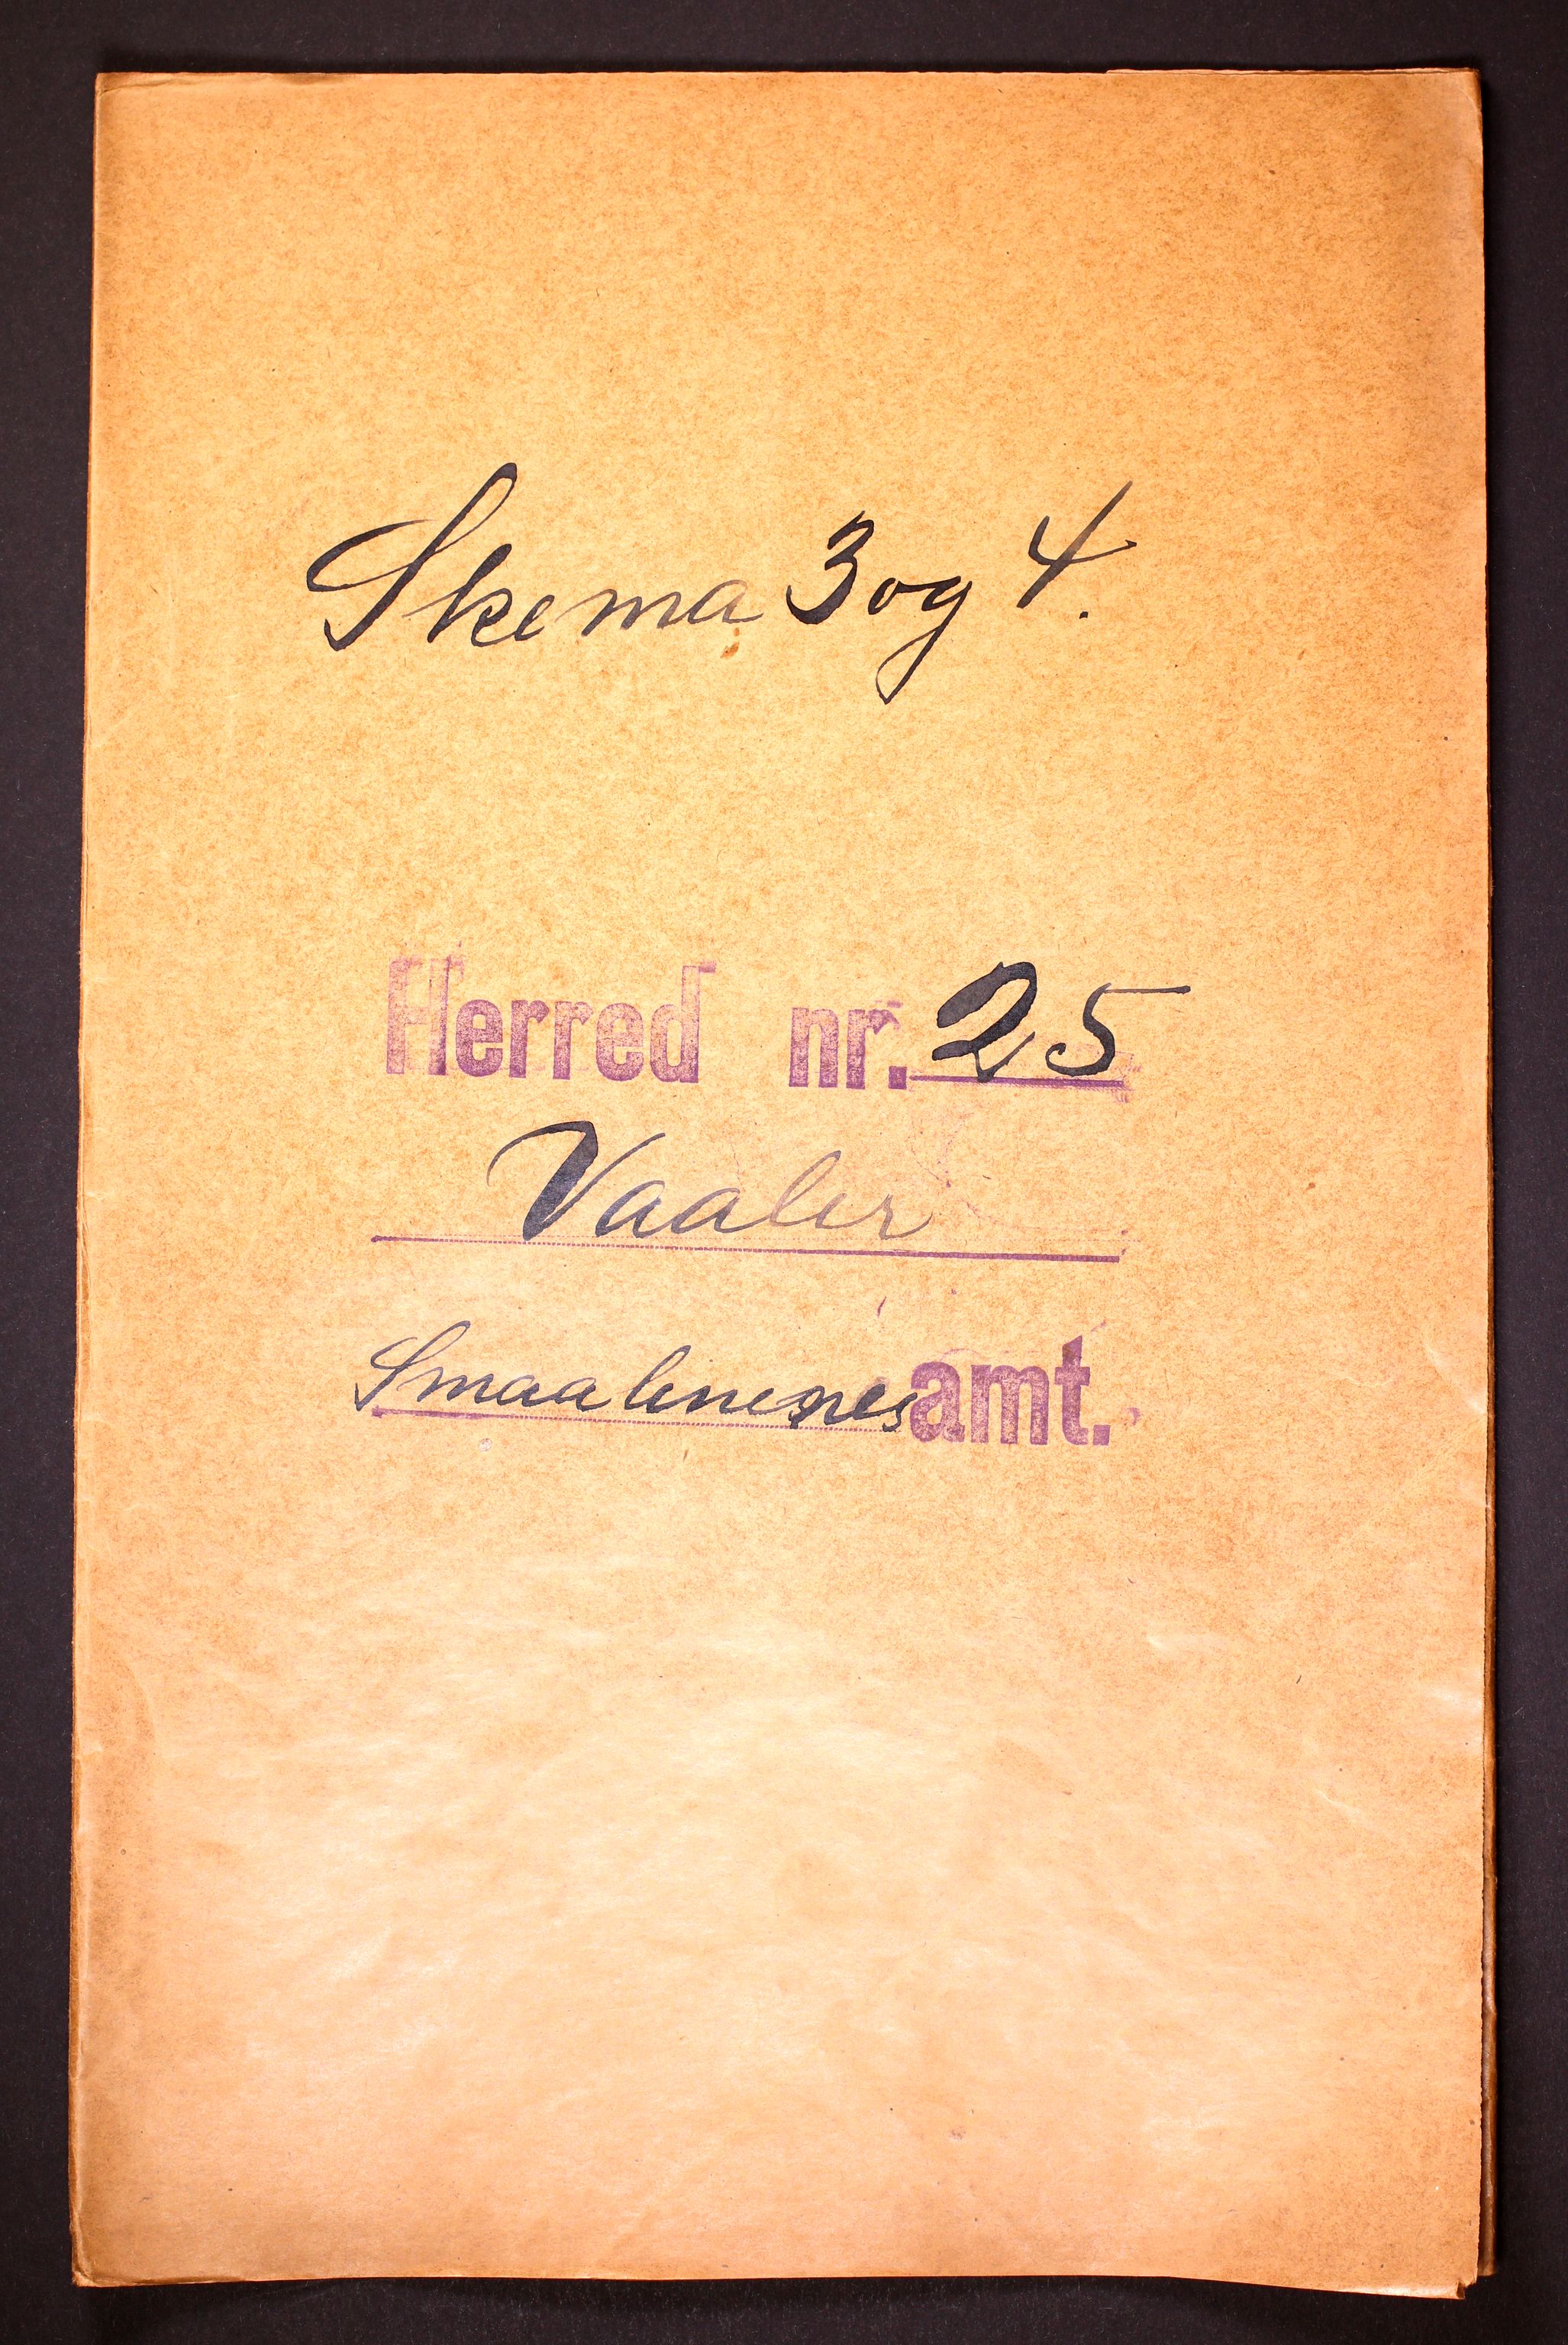 Skema 3 og 4.
Herred nr. 25
Vaaler
Smaalenenes amt.